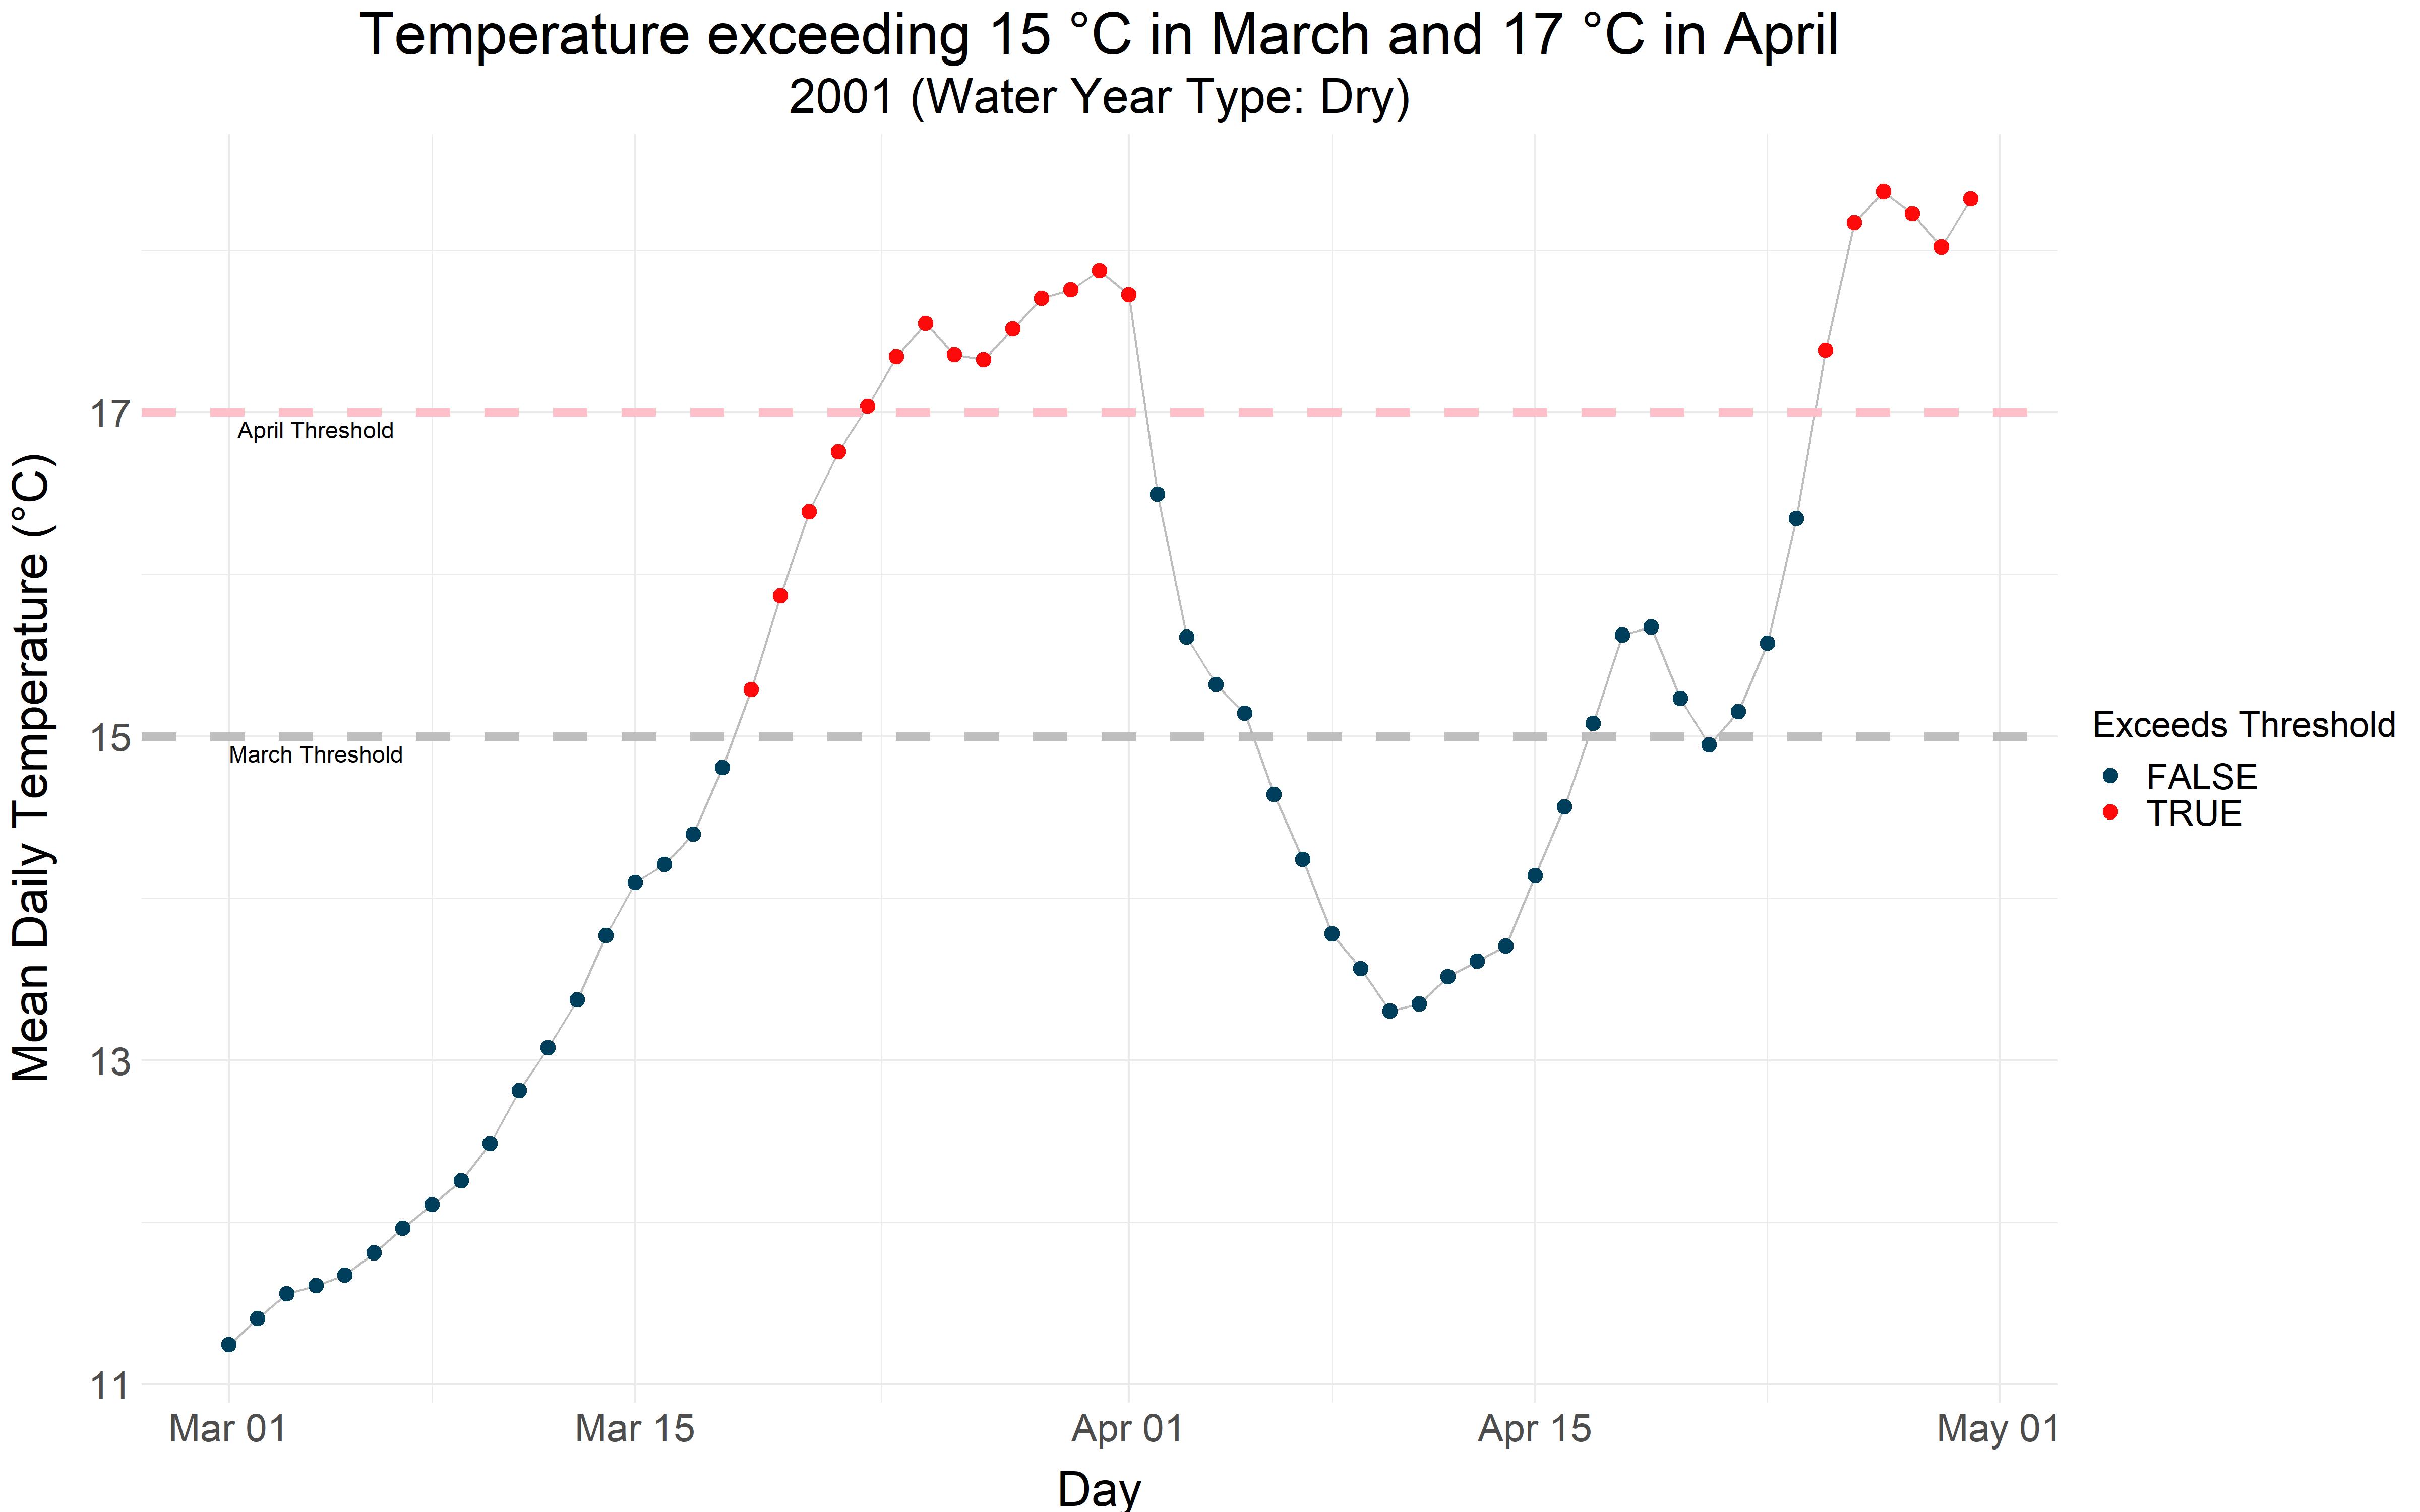 Temperature exceeding 15 °C in March and 17 °C in April
2001 (Water Year Type: Dry)
Mean Daily Temperature (°C)
17
April Threshold
15
March Threshold
13
11
Mar 01
Mar 15
Apr 01
Apr 15
May 01
Day
Exceeds Threshold
FALSE
TRUE